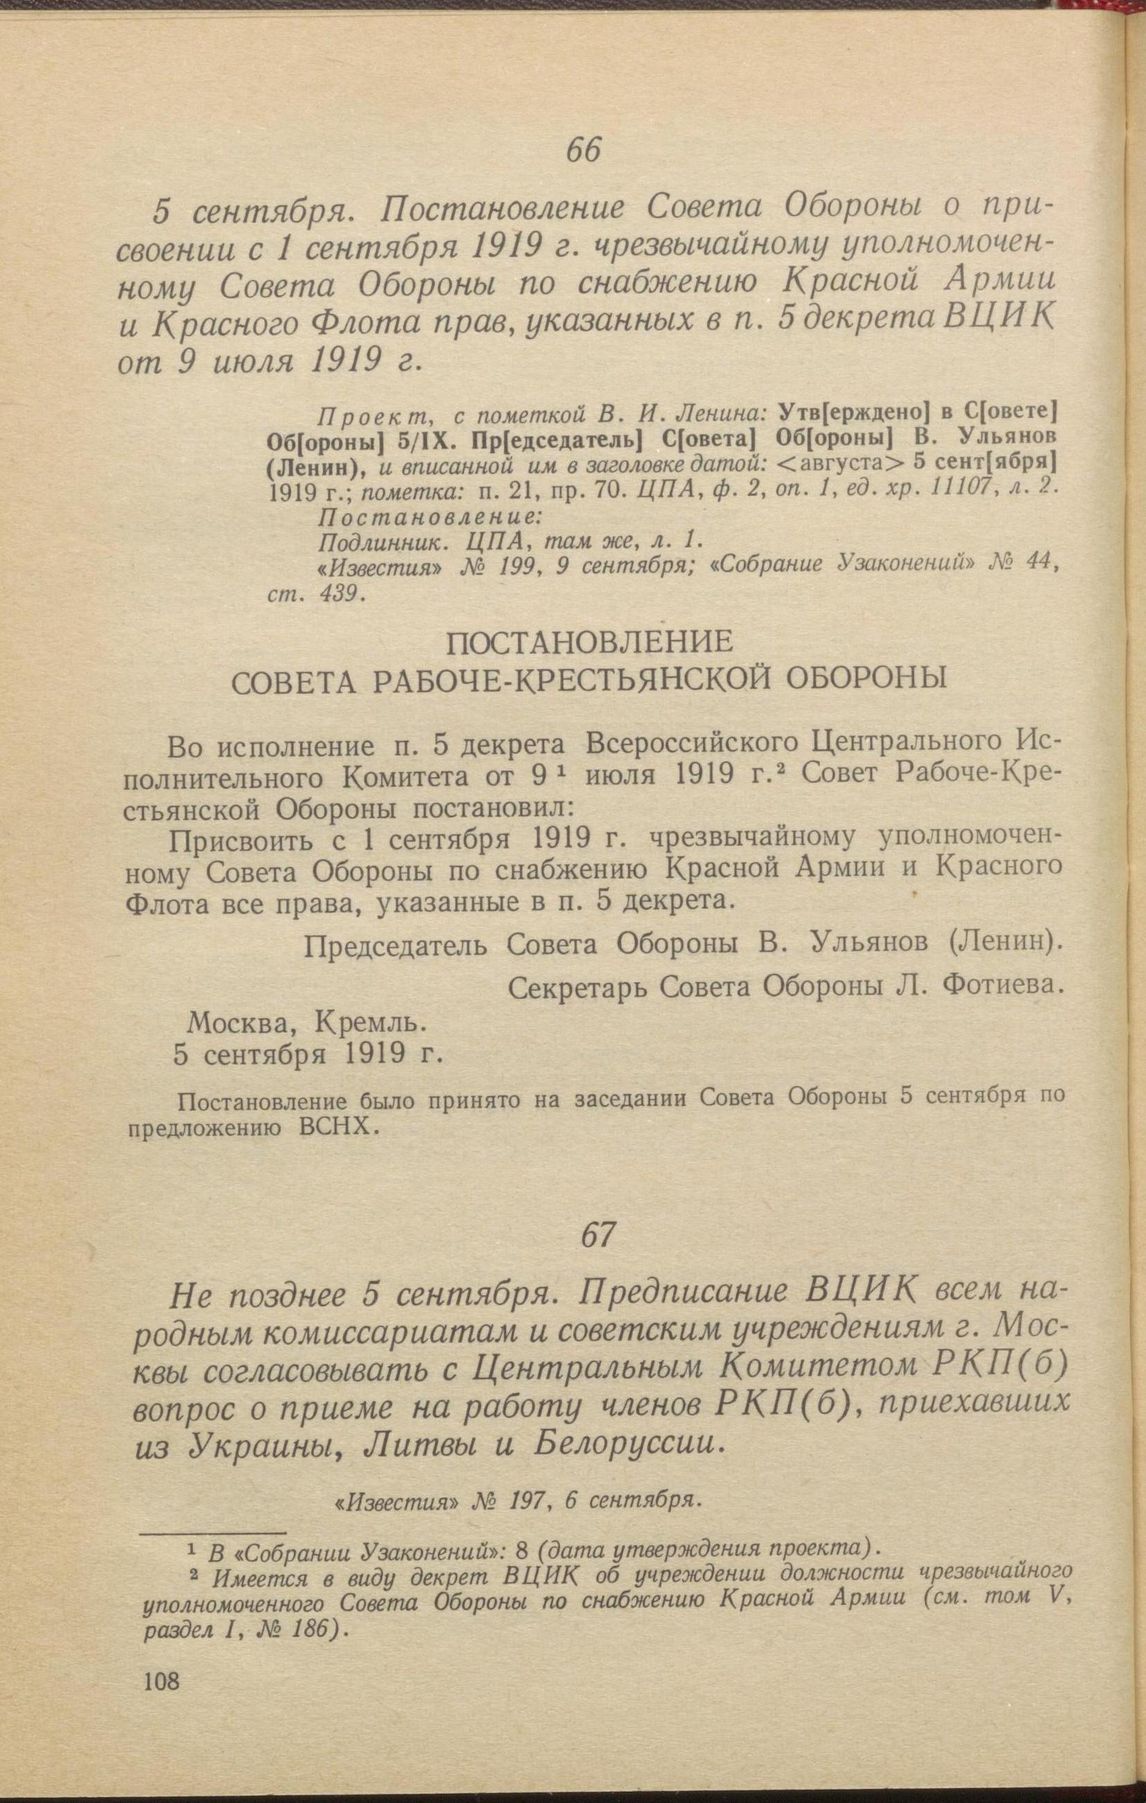 66
5 сентября. Постановление Совета Обороны о при-
своении с 1 сентября 1919 г. чрезвычайному уполномочен-
ному Совета Обороны по снабжению Красной Армии
и Красного Флота прав, указанных в п. 5 декрета ВЦИК
от 9 июля 1919 г.
Проект, с пометкой В. И. Ленина: Утв[ерждено] в С[овете]
Об[ороны] 5/IX. Пр[едседатель] С[овета] Об[ороны] В. Ульянов
(Ленин), и вписанной им в заголовке датой: <августа> 5 сент[ября]
1919 г.; пометка: п. 21, пр. 70. ЦПА, ф. 2, оп. 1, ед. хр. 11107, л. 2.
Постановление:
Подлинник. ЦПА, там же, л. 1.
«Известия» № 199, 9 сентября; «Собрание Узаконений» № 44,
ст. 439.
ПОСТАНОВЛЕНИЕ
СОВЕТА РАБОЧЕ-КРЕСТЬЯНСКОЙ ОБОРОНЫ
Во исполнение п. 5 декрета Всероссийского Центрального Ис-
полнительного Комитета от 9 ¹ июля 1919 г.² Совет Рабоче-Кре-
стьянской Обороны постановил:
Присвоить с 1 сентября 1919 г. чрезвычайному уполномочен-
ному Совета Обороны по снабжению Красной Армии и Красного
Флота все права, указанные в п. 5 декрета.
Председатель Совета Обороны В. Ульянов (Ленин).
Секретарь Совета Обороны Л. Фотиева.
Москва, Кремль.
5 сентября 1919 г.
Постановление было принято на заседании Совета Обороны 5 сентября по
предложению ВСНХ.
67
Не позднее 5 сентября. Предписание ВЦИК всем на-
родным комиссариатам и советским учреждениям г. Мос-
квы согласовывать с Центральным Комитетом РКП(б)
вопрос о приеме на работу членов РКП(б), приехавших
из Украины, Литвы и Белоруссии.
«Известия» № 197, 6 сентября.
¹ В «Собрании Узаконений»: 8 (дата утверждения проекта).
² Имеется в виду декрет ВЦИК об учреждении должности чрезвычайного
уполномоченного Совета Обороны по снабжению Красной Армии (см. том V,
раздел I, № 186).
108